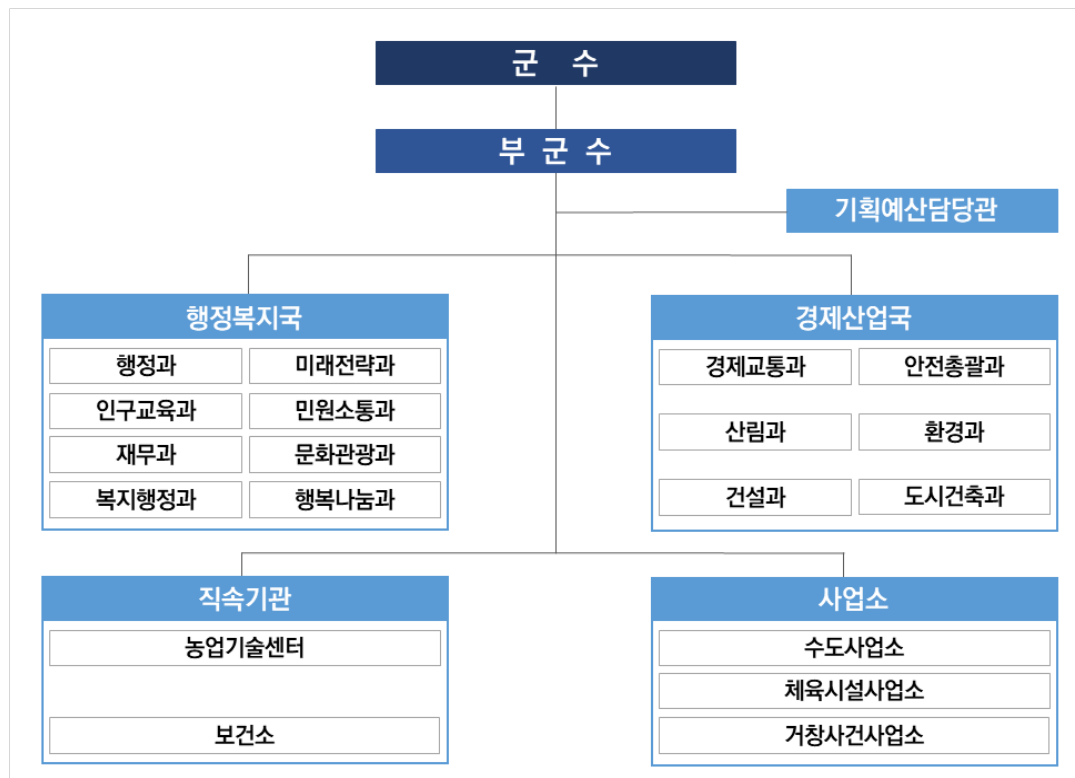 군 수
부 군 수
기획예산담당관
행정복지국
행정과 미래전략과
인구교육과 민원소통과
재무과 문화관광과
복지행정과 행복나눔과
경제산업국
경제교통과 안전총괄과
산림과 환경과
건설과 도시건축과
직속기관
농업기술센터
보건소
사업소
수도사업소
체육시설사업소
거창사건사업소